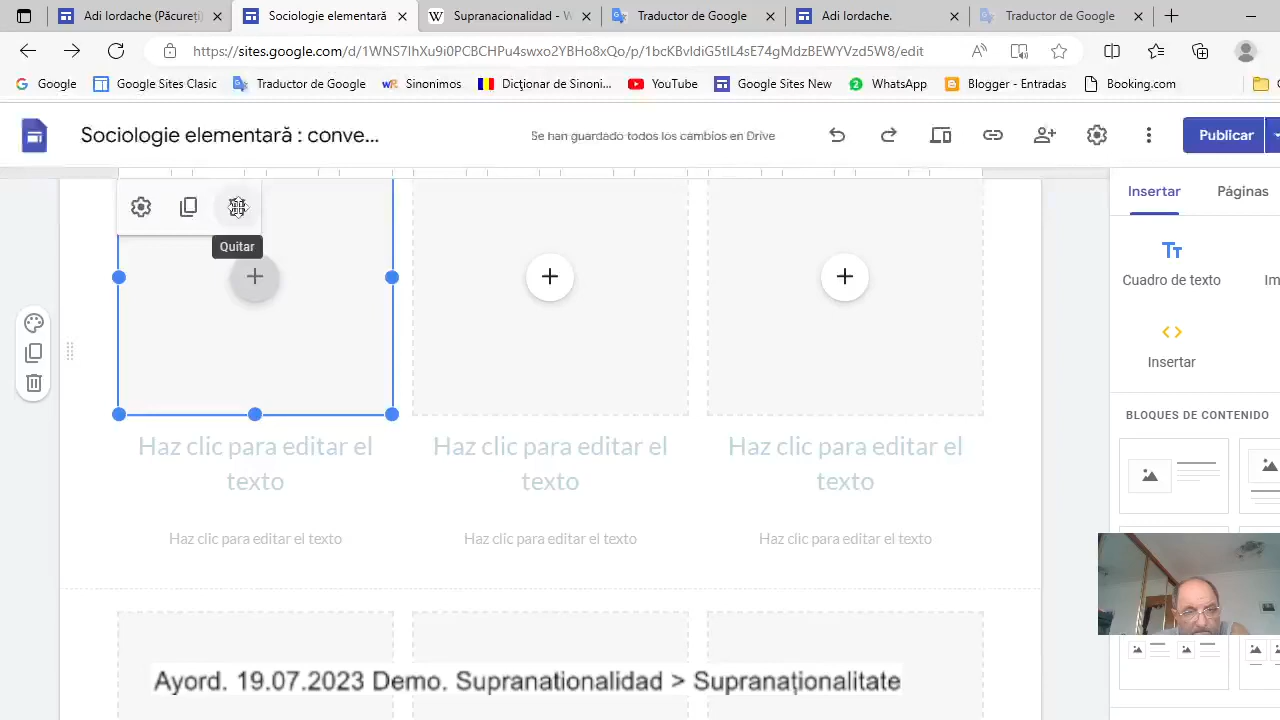 Adi Iordache (Păcureți)
Sociologie elementară
Supranacionalidad - W
Traductor de Google
Adi Iordache.
Traductor de Google
https://sites.google.com/d/1WNS7IhXu9i0PCBCHPu4swxo2YBHo8xQo/p/1bcKBvldiG5tIL4sE74gMdzBEWYVzd5W8/edit
Google
Google Sites Clasic
Traductor de Google
Sinonimos
Dicţionar de Sinoni...
YouTube
Google Sites New
WhatsApp
Blogger - Entradas
Booking.com
Sociologie elementară : conve...
Se han guardado todos los cambios en Drive
Publicar
Insertar
Páginas
Quitar
Cuadro de texto
Im
Insertar
BLOQUES DE CONTENIDO
Haz clic para editar el
texto
Haz clic para editar el
texto
Haz clic para editar el
texto
Haz clic para editar el texto
Haz clic para editar el texto
Haz clic para editar el texto
Ayord. 19.07.2023 Demo. Supranationalidad > Supranaționalitate